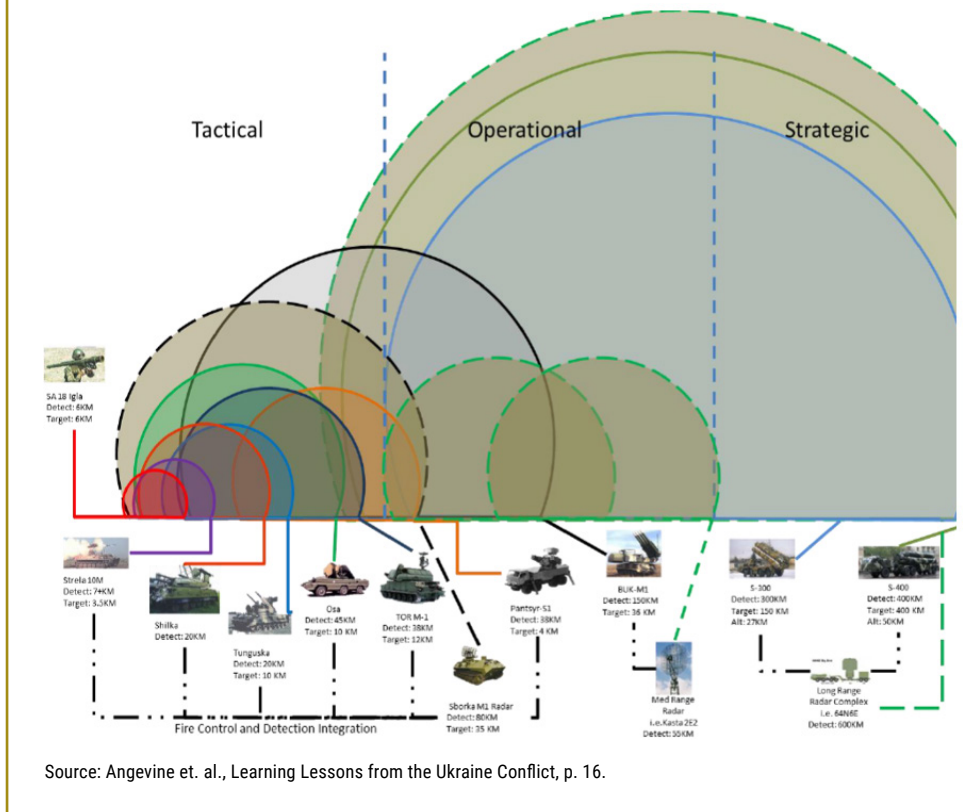 Tactical
Operational
Strategic
SA 18 Igla
Detect: 6KM
Target: 6KM
Strela 10M
Detect: 7+KM
Target: 3.5KM
Shilka
Detect: 20KM
Tunguska
Detect: 20KM
Target: 10 KM
Osa
Detect: 45KM
Target: 10 KM
TOR M-1
Detect: 38KM
Target: 12KM
Sborka M1 Radar
Detect: 80KM
Target: 35 KM
Pantsyr-S1
Detect: 38KM
Target: 4 KM
BUK-M1
Detect: 150KM
Target: 36 KM
Med Range
Radar
i.e. Kasta 2E2
Detect: 55KM
S-300
Detect: 300KM
Target: 150 KM
Alt: 27KM
S-400
Detect: 400KM
Target: 400 KM
Alt: 50KM
Long Range
Radar Complex
i.e. 64N6E
Detect: 600KM
Fire Control and Detection Integration
Source: Angevine et. al., Learning Lessons from the Ukraine Conflict, p. 16.